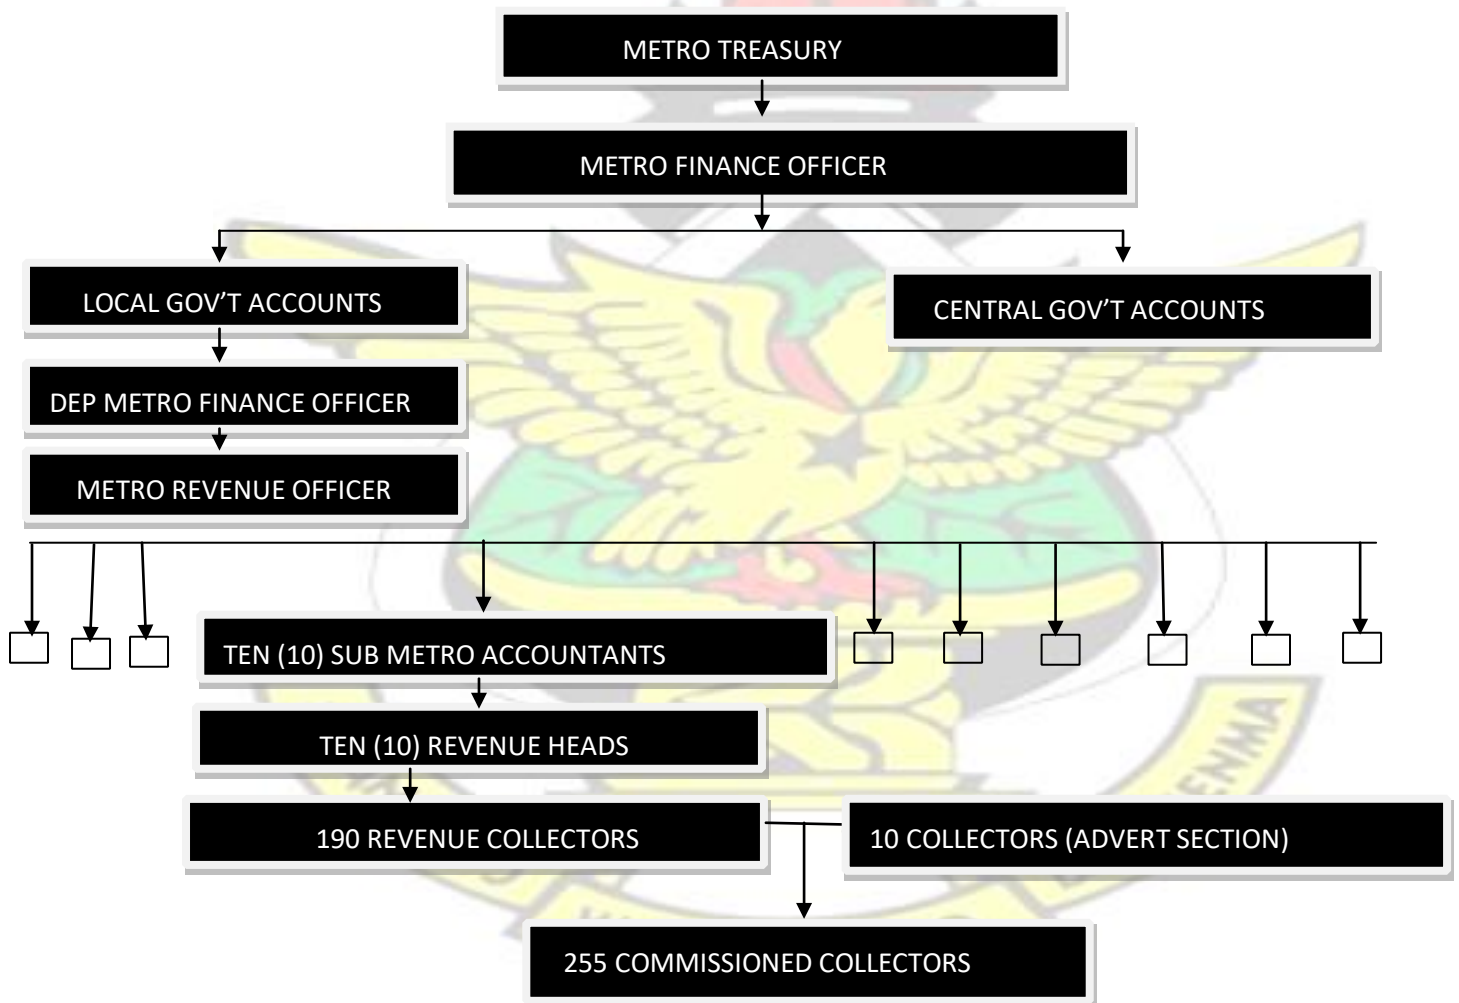 METRO TREASURY
METRO FINANCE OFFICER
LOCAL GOV’T ACCOUNTS
CENTRAL GOV’T ACCOUNTS
DEP METRO FINANCE OFFICER
METRO REVENUE OFFICER
TEN (10) SUB METRO ACCOUNTANTS
TEN (10) REVENUE HEADS
190 REVENUE COLLECTORS
10 COLLECTORS (ADVERT SECTION)
255 COMMISSIONED COLLECTORS